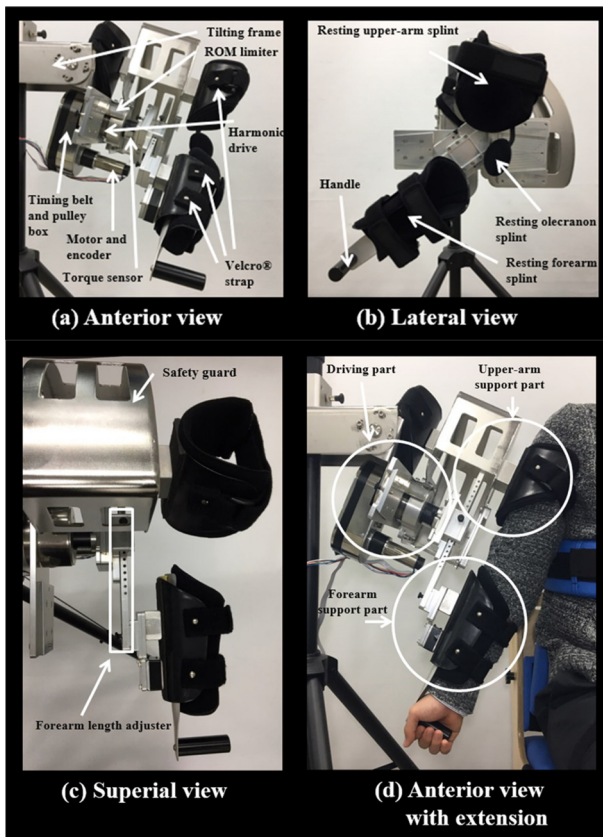 Tilting frame
ROM limiter
Harmonic
drive
Timing belt
and pulley
box
Motor and
encoder
Torque sensor
Velcro®
strap
(a) Anterior view
Resting upper-arm splint
Handle
Resting olecranon
splint
Resting forearm
splint
(b) Lateral view
Safety guard
Forearm length adjuster
(c) Superial view
Driving part
Upper-arm
support part
Forearm
support part
(d) Anterior view
with extension